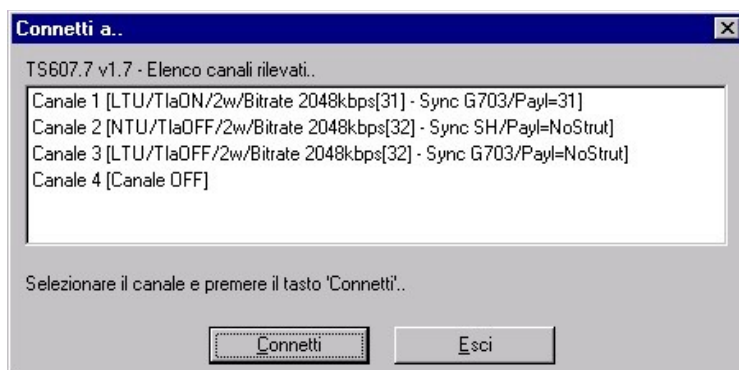 Connetti a..
TS607.7 v1.7 - Elenco canali rilevati..
Canale 1 [LTU/TlaON/2w/Bitrate 2048kbps[31] - Sync G703/Payl=31]
Canale 2 [NTU/TlaOFF/2w/Bitrate 2048kbps[32] - Sync SH/Payl=NoStrut]
Canale 3 [LTU/TlaOFF/2w/Bitrate 2048kbps[32] - Sync G703/Payl=NoStrut]
Canale 4 [Canale OFF]
Selezionare il canale e premere il tasto 'Connetti'..
Connetti Esci